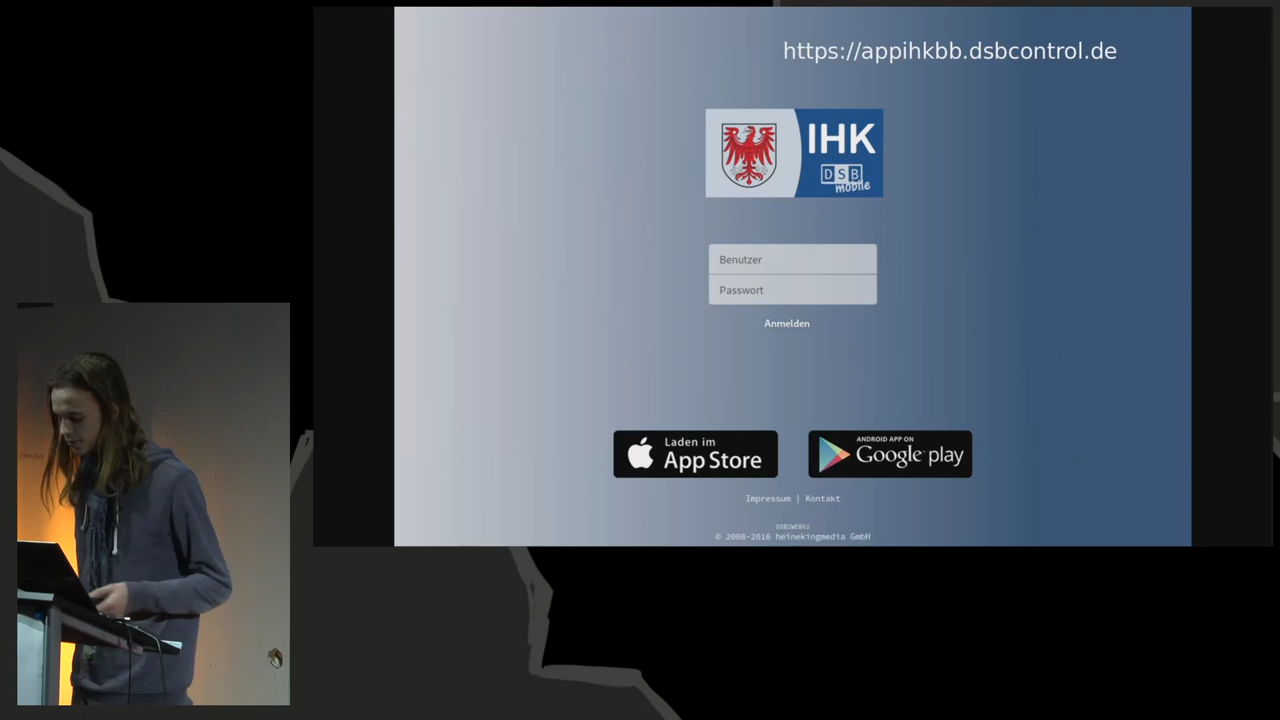 https://appihkbb.dsbcontrol.de
IHK
DSB
mobile
Benutzer
Passwort
Anmelden
Laden im
App Store
ANDROID APP ON
Google play
Impressum | Kontakt
DSB2WEB02
© 2008-2016 heinekingmedia GmbH